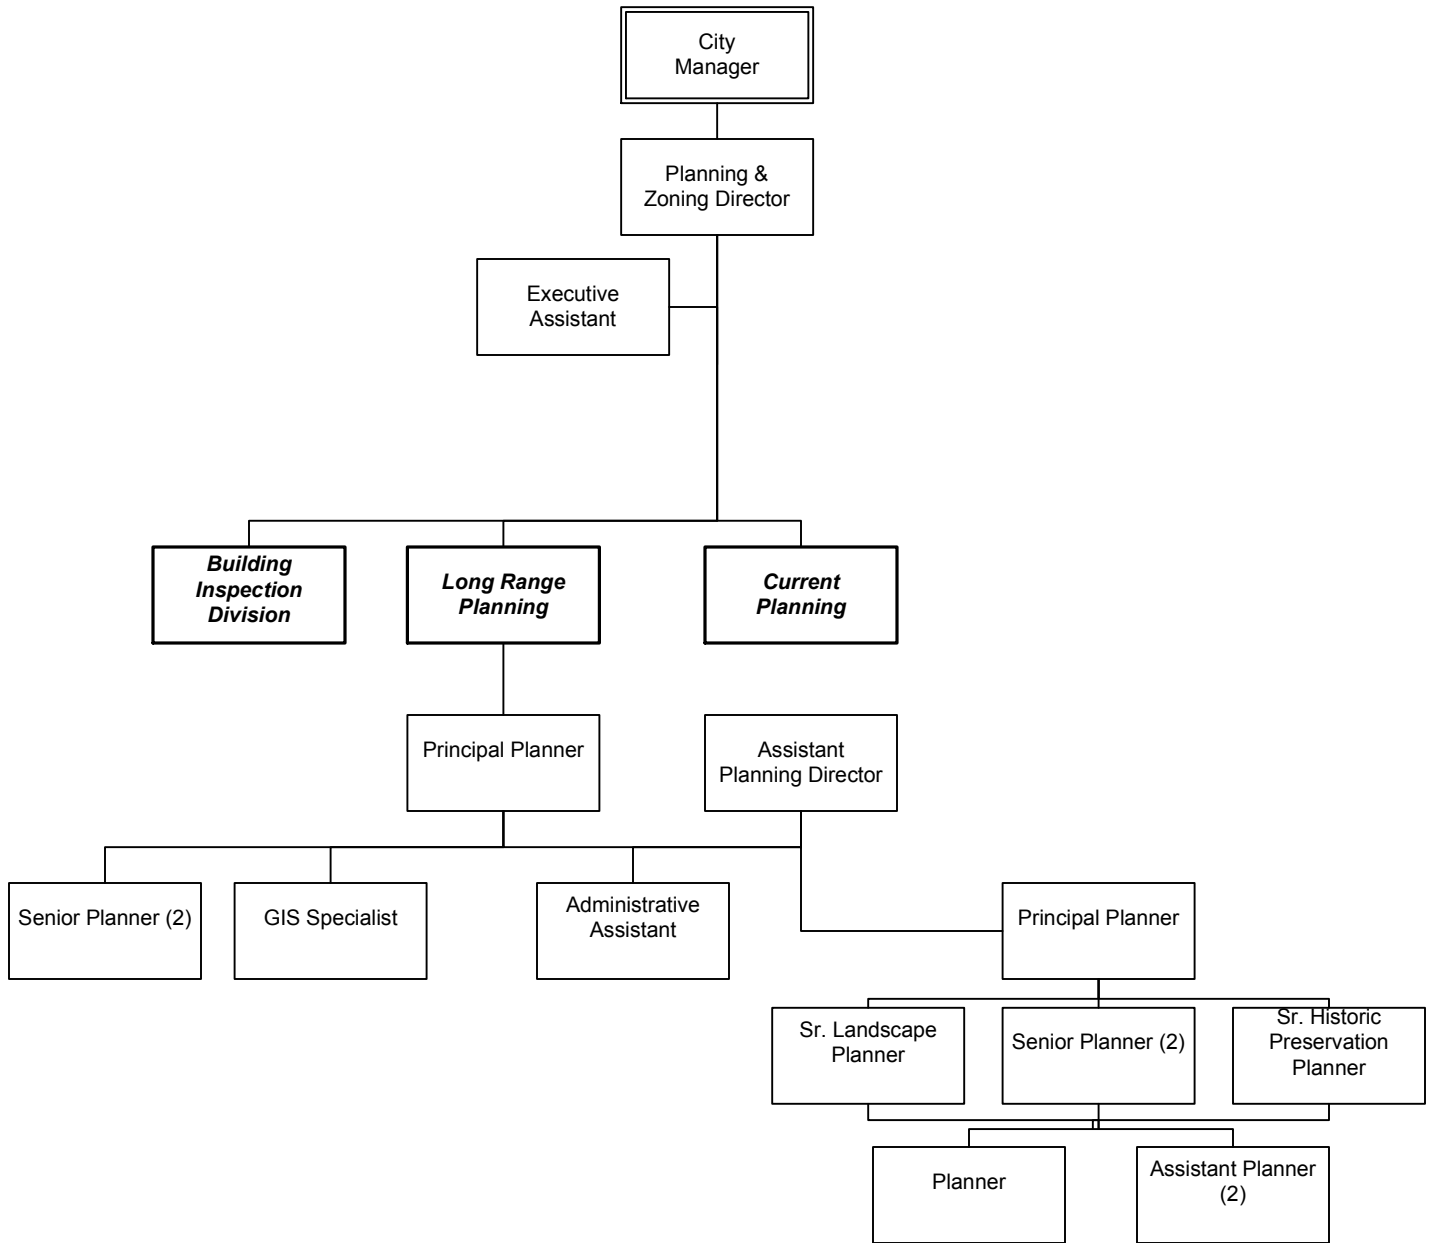 City
Manager
Planning &
Zoning Director
Executive
Assistant
Building
Inspection
Division
Long Range
Planning
Current
Planning
Principal Planner
Assistant
Planning Director
Senior Planner (2)
GIS Specialist
Administrative
Assistant
Principal Planner
Sr. Landscape
Planner
Senior Planner (2)
Sr. Historic
Preservation
Planner
Planner
Assistant Planner
(2)